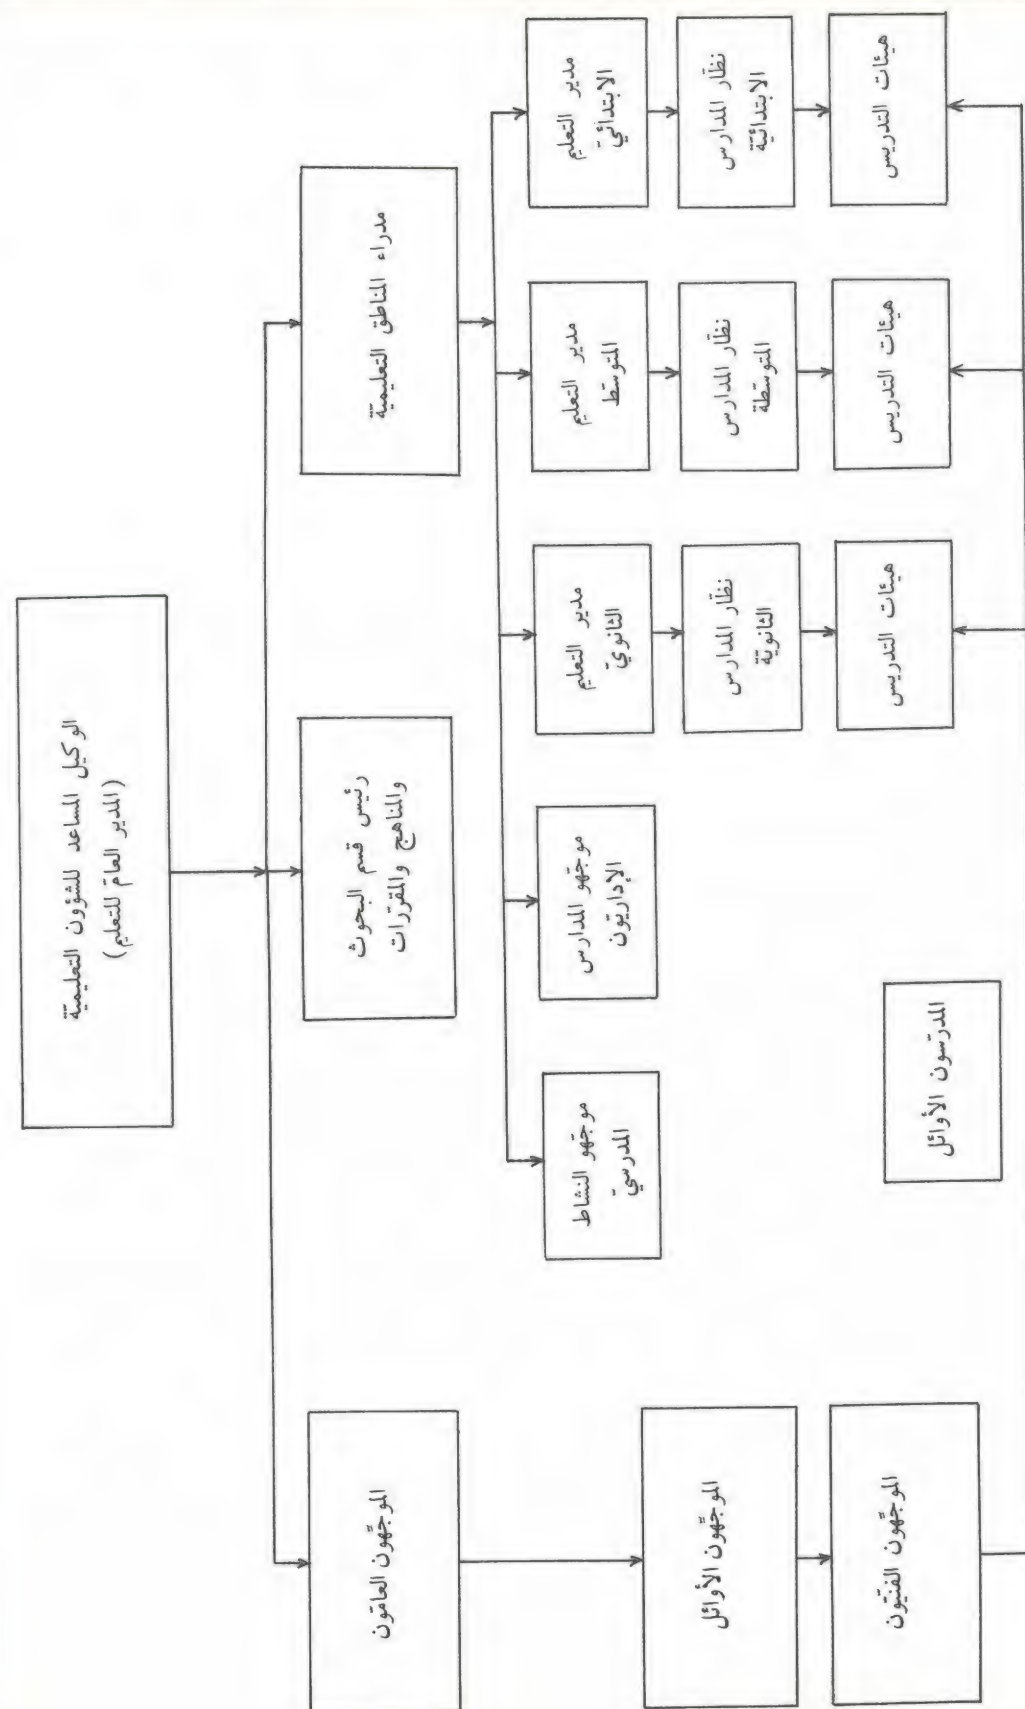 الوكيل المساعد للشؤون التعليميّة
(المدير العامّ للتعليم)
مدراء المناطق التعليميّة
رئيس قسم البحوث
والمناهج والمقرّرات
الموجّهون العامّون
مدير التعليم
الابتدائيّ
مدير التعليم
المتوسّط
مدير التعليم
الثانويّ
موجّهو المدارس
الإداريّون
موجّهو النشاط
المدرسيّ
نظّار المدارس
الابتدائيّة
نظّار المدارس
المتوسّطة
نظّار المدارس
الثانويّة
الموجّهون الأوائل
هيئات التدريس
هيئات التدريس
هيئات التدريس
المدرّسون الأوائل
الموجّهون الفنّيّون